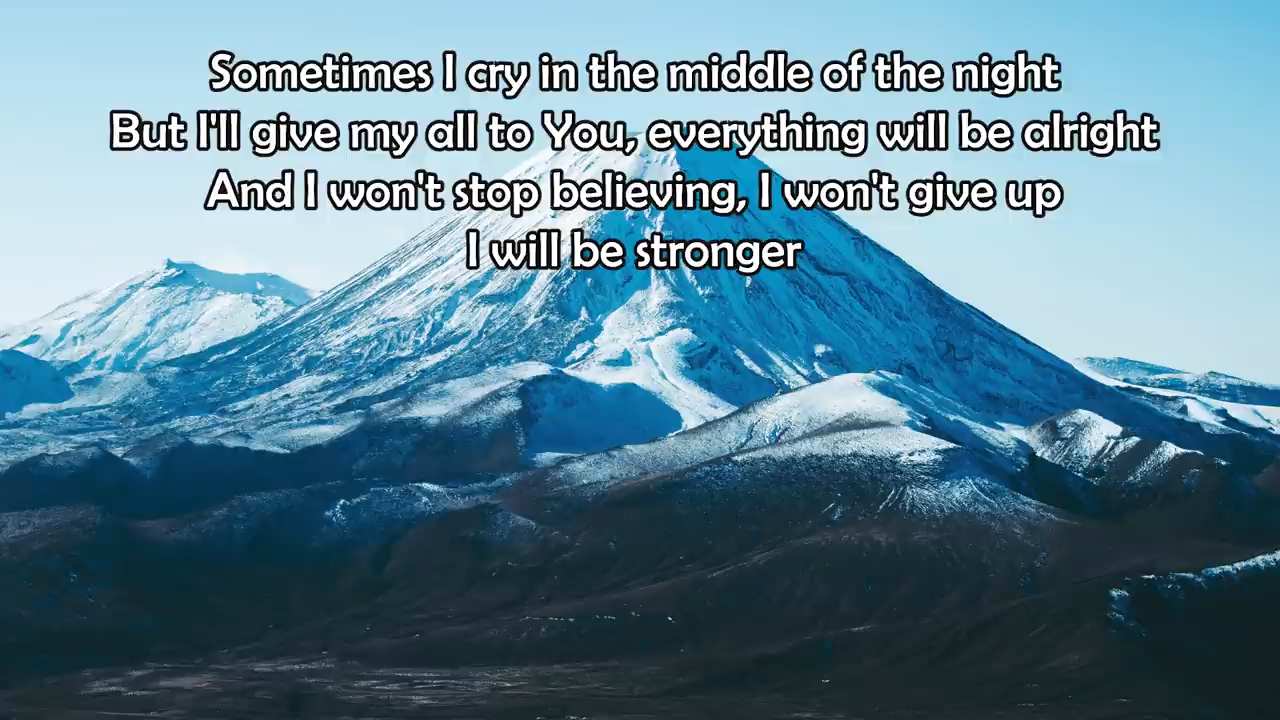 Sometimes I cry in the middle of the night
But I'll give my all to You, everything will be alright
And I won't stop believing, I won't give up
I will be stronger